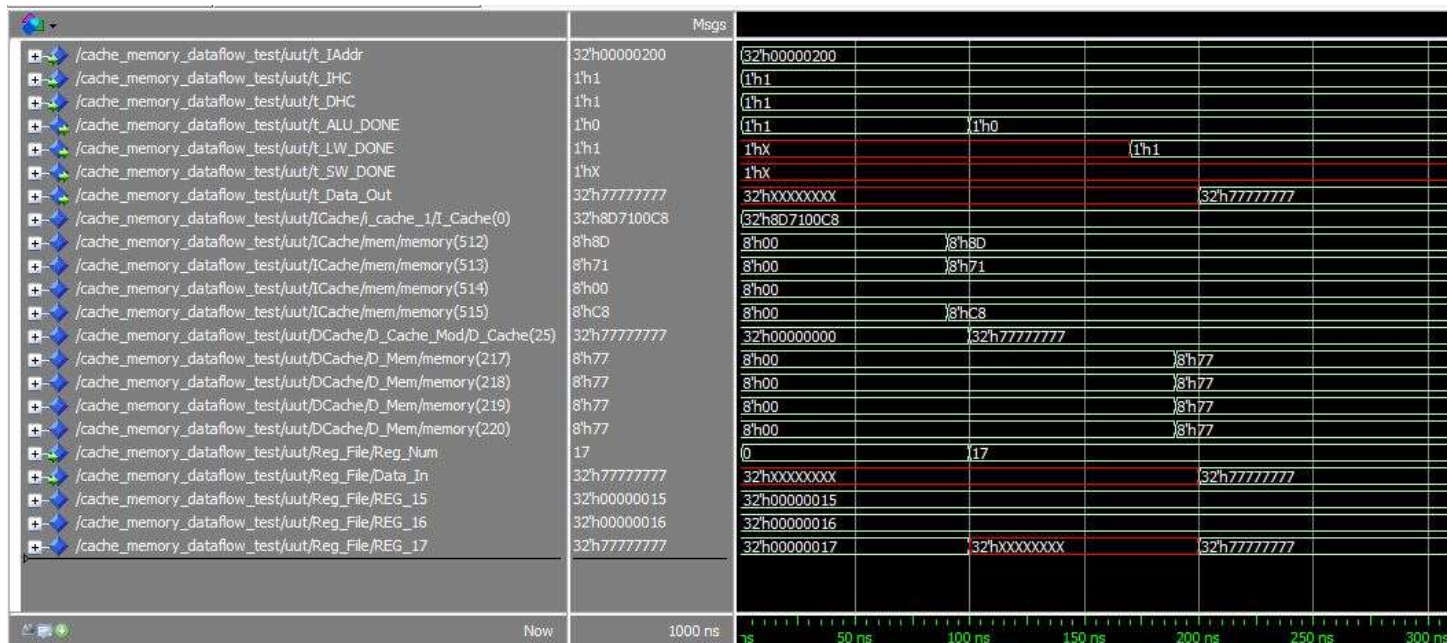 Msgs
/cache_memory_dataflow_test/uut/t_IAddr 32'h00000200 32'h00000200
/cache_memory_dataflow_test/uut/t_IHC 1'h1 1'h1
/cache_memory_dataflow_test/uut/t_DHC 1'h1 1'h1
/cache_memory_dataflow_test/uut/t_ALU_DONE 1'h0 1'h1 1'h0
/cache_memory_dataflow_test/uut/t_LW_DONE 1'h1 1'hX 1'h1
/cache_memory_dataflow_test/uut/t_SW_DONE 1'hX 1'hX
/cache_memory_dataflow_test/uut/t_Data_Out 32'h77777777 32'hXXXXXXXX 32'h77777777
/cache_memory_dataflow_test/uut/ICache/i_cache_1/I_Cache(0) 32'h8D7100C8 32'h8D7100C8
/cache_memory_dataflow_test/uut/ICache/mem/memory(512) 8'h8D 8'h00 8'h8D
/cache_memory_dataflow_test/uut/ICache/mem/memory(513) 8'h71 8'h00 8'h71
/cache_memory_dataflow_test/uut/ICache/mem/memory(514) 8'h00 8'h00
/cache_memory_dataflow_test/uut/ICache/mem/memory(515) 8'hC8 8'h00 8'hC8
/cache_memory_dataflow_test/uut/DCache/D_Cache_Mod/D_Cache(25) 32'h77777777 32'h00000000 32'h77777777
/cache_memory_dataflow_test/uut/DCache/D_Mem/memory(217) 8'h77 8'h00 8'h77
/cache_memory_dataflow_test/uut/DCache/D_Mem/memory(218) 8'h77 8'h00 8'h77
/cache_memory_dataflow_test/uut/DCache/D_Mem/memory(219) 8'h77 8'h00 8'h77
/cache_memory_dataflow_test/uut/DCache/D_Mem/memory(220) 8'h77 8'h00 8'h77
/cache_memory_dataflow_test/uut/Reg_File/Reg_Num 17 0 17
/cache_memory_dataflow_test/uut/Reg_File/Data_In 32'h77777777 32'hXXXXXXXX 32'h77777777
/cache_memory_dataflow_test/uut/Reg_File/REG_15 32'h00000015 32'h00000015
/cache_memory_dataflow_test/uut/Reg_File/REG_16 32'h00000016 32'h00000016
/cache_memory_dataflow_test/uut/Reg_File/REG_17 32'h77777777 32'h00000017 32'hXXXXXXXX 32'h77777777
Now 1000 ns 50 ns 100 ns 150 ns 200 ns 250 ns 300 ns